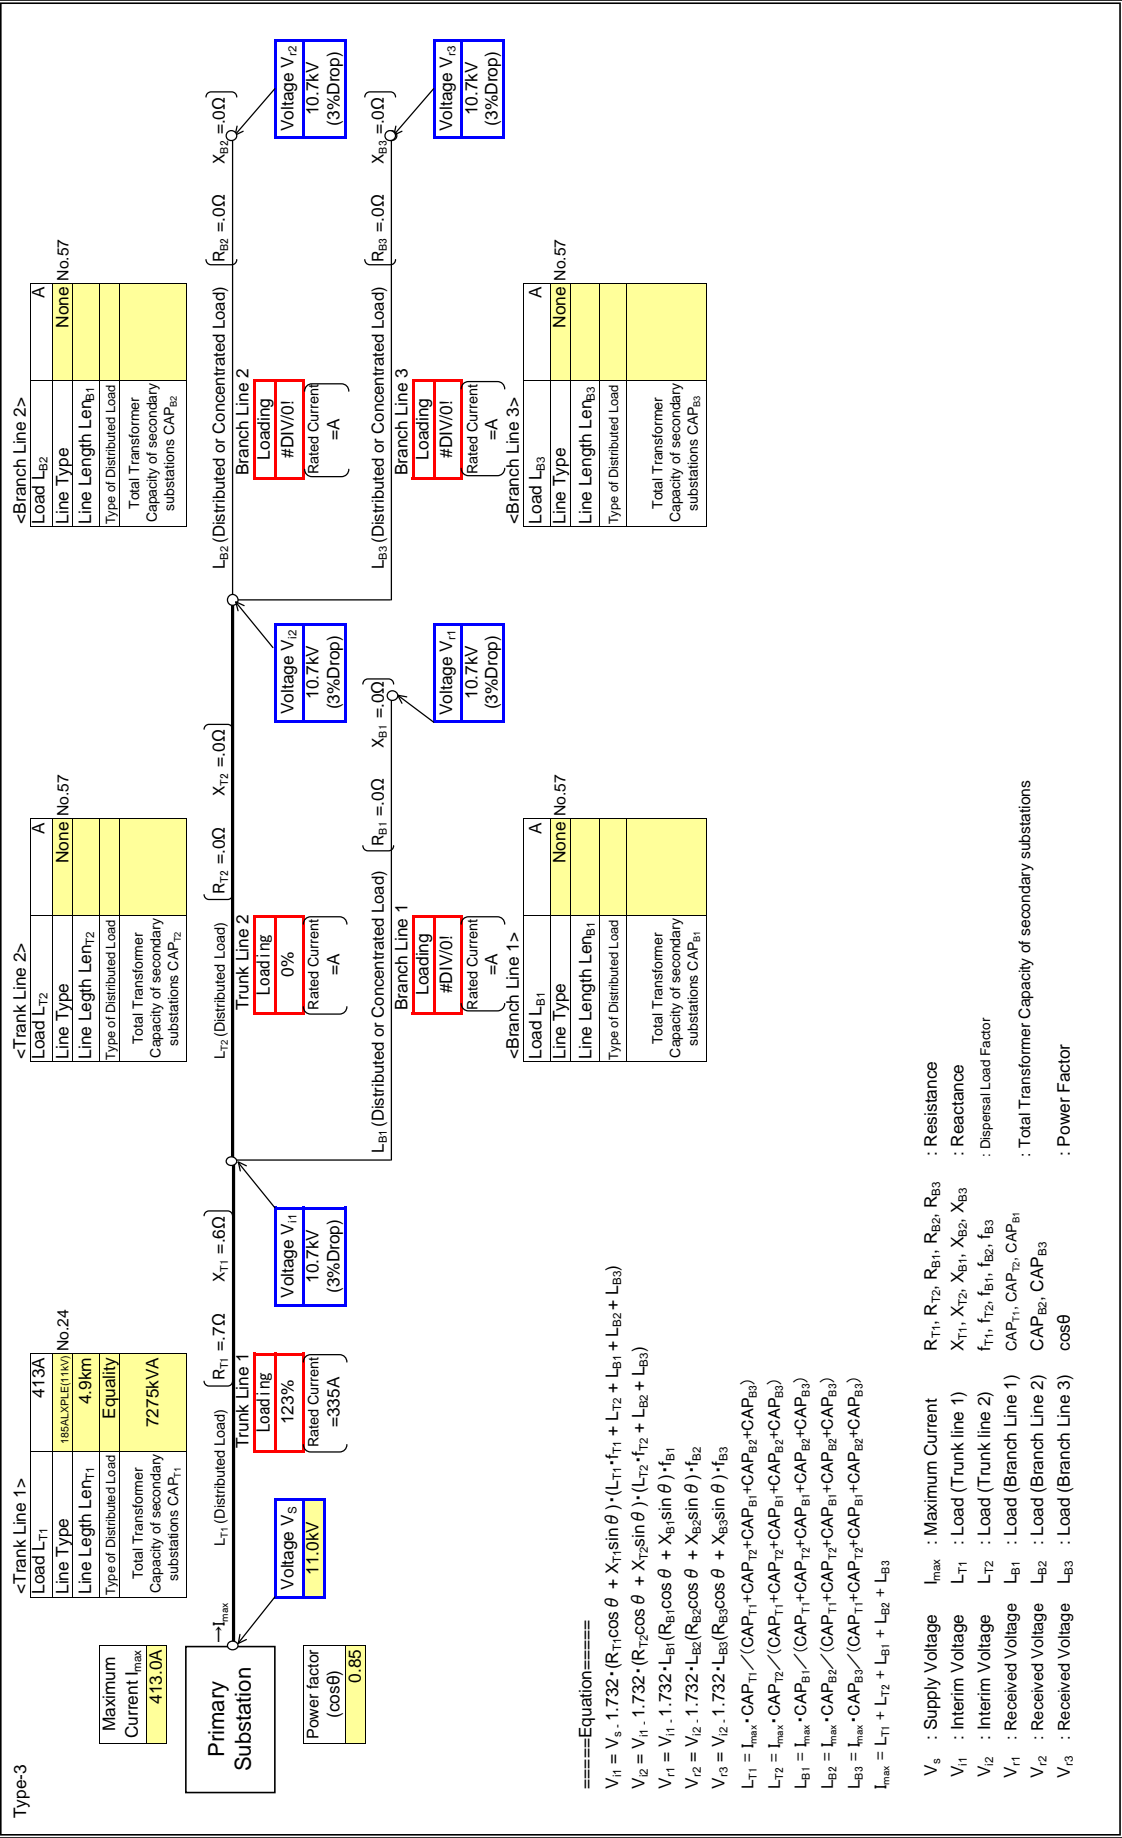 Type-3
Maximum
Current Imax
413.0A
Primary
Substation
→Imax
Power factor
(cosθ)
0.85
Voltage VS
11.0kV
<Trank Line 1>
Load LT1 413A
Line Type 185ALXPLE(11kV) No.24
Line Legth LenT1 4.9km
Type of Distributed Load Equality
Total Transformer
Capacity of secondary
substations CAPT1
7275kVA
LT1 (Distributed Load)
RT1 =.7Ω XT1 =.6Ω
Trunk Line 1
Loading
123%
Rated Current
=335A
Voltage Vi1
10.7kV
(3%Drop)
<Trank Line 2>
Load LT2 A
Line Type None No.57
Line Legth LenT2
Type of Distributed Load
Total Transformer
Capacity of secondary
substations CAPT2
LT2 (Distributed Load)
RT2 =.0Ω XT2 =.0Ω
Trunk Line 2
Loading
0%
Rated Current
=A
Voltage Vi2
10.7kV
(3%Drop)
LB1 (Distributed or Concentrated Load)
RB1 =.0Ω XB1 =.0Ω
Branch Line 1
Loading
#DIV/0!
Rated Current
=A
Voltage Vr1
10.7kV
(3%Drop)
<Branch Line 1>
Load LB1 A
Line Type None No.57
Line Length LenB1
Type of Distributed Load
Total Transformer
Capacity of secondary
substations CAPB1
<Branch Line 2>
Load LB2 A
Line Type None No.57
Line Length LenB1
Type of Distributed Load
Total Transformer
Capacity of secondary
substations CAPB2
LB2 (Distributed or Concentrated Load)
RB2 =.0Ω XB2 =.0Ω
Branch Line 2
Loading
#DIV/0!
Rated Current
=A
Voltage Vr2
10.7kV
(3%Drop)
LB3 (Distributed or Concentrated Load)
RB3 =.0Ω XB3 =.0Ω
Branch Line 3
Loading
#DIV/0!
Rated Current
=A
Voltage Vr3
10.7kV
(3%Drop)
<Branch Line 3>
Load LB3 A
Line Type None No.57
Line Length LenB3
Type of Distributed Load
Total Transformer
Capacity of secondary
substations CAPB3
=====Equation=====
Vi1 = Vs - 1.732・(RT1cos θ + XT1sin θ)・(LT1・fT1 + LT2 + LB1 + LB2 + LB3)
Vi2 = Vi1 - 1.732・(RT2cos θ + XT2sin θ)・(LT2・fT2 + LB2 + LB3)
Vr1 = Vi1 - 1.732・LB1(RB1cos θ + XB1sin θ)・fB1
Vr2 = Vi2 - 1.732・LB2(RB2cos θ + XB2sin θ)・fB2
Vr3 = Vi2 - 1.732・LB3(RB3cos θ + XB3sin θ)・fB3
LT1 = Imax・CAPT1／(CAPT1+CAPT2+CAPB1+CAPB2+CAPB3)
LT2 = Imax・CAPT2／(CAPT1+CAPT2+CAPB1+CAPB2+CAPB3)
LB1 = Imax・CAPB1／(CAPT1+CAPT2+CAPB1+CAPB2+CAPB3)
LB2 = Imax・CAPB2／(CAPT1+CAPT2+CAPB1+CAPB2+CAPB3)
LB3 = Imax・CAPB3／(CAPT1+CAPT2+CAPB1+CAPB2+CAPB3)
Imax = LT1 + LT2 + LB1 + LB2 + LB3
Vs : Supply Voltage Imax : Maximum Current RT1, RT2, RB1, RB2, RB3 : Resistance
Vi1 : Interim Voltage LT1 : Load (Trunk line 1) XT1, XT2, XB1, XB2, XB3 : Reactance
Vi2 : Interim Voltage LT2 : Load (Trunk line 2) fT1, fT2, fB1, fB2, fB3 : Dispersal Load Factor
Vr1 : Received Voltage LB1 : Load (Branch Line 1) CAPT1, CAPT2, CAPB1 : Total Transformer Capacity of secondary substations
Vr2 : Received Voltage LB2 : Load (Branch Line 2) CAPB2, CAPB3
Vr3 : Received Voltage LB3 : Load (Branch Line 3) cosθ : Power Factor